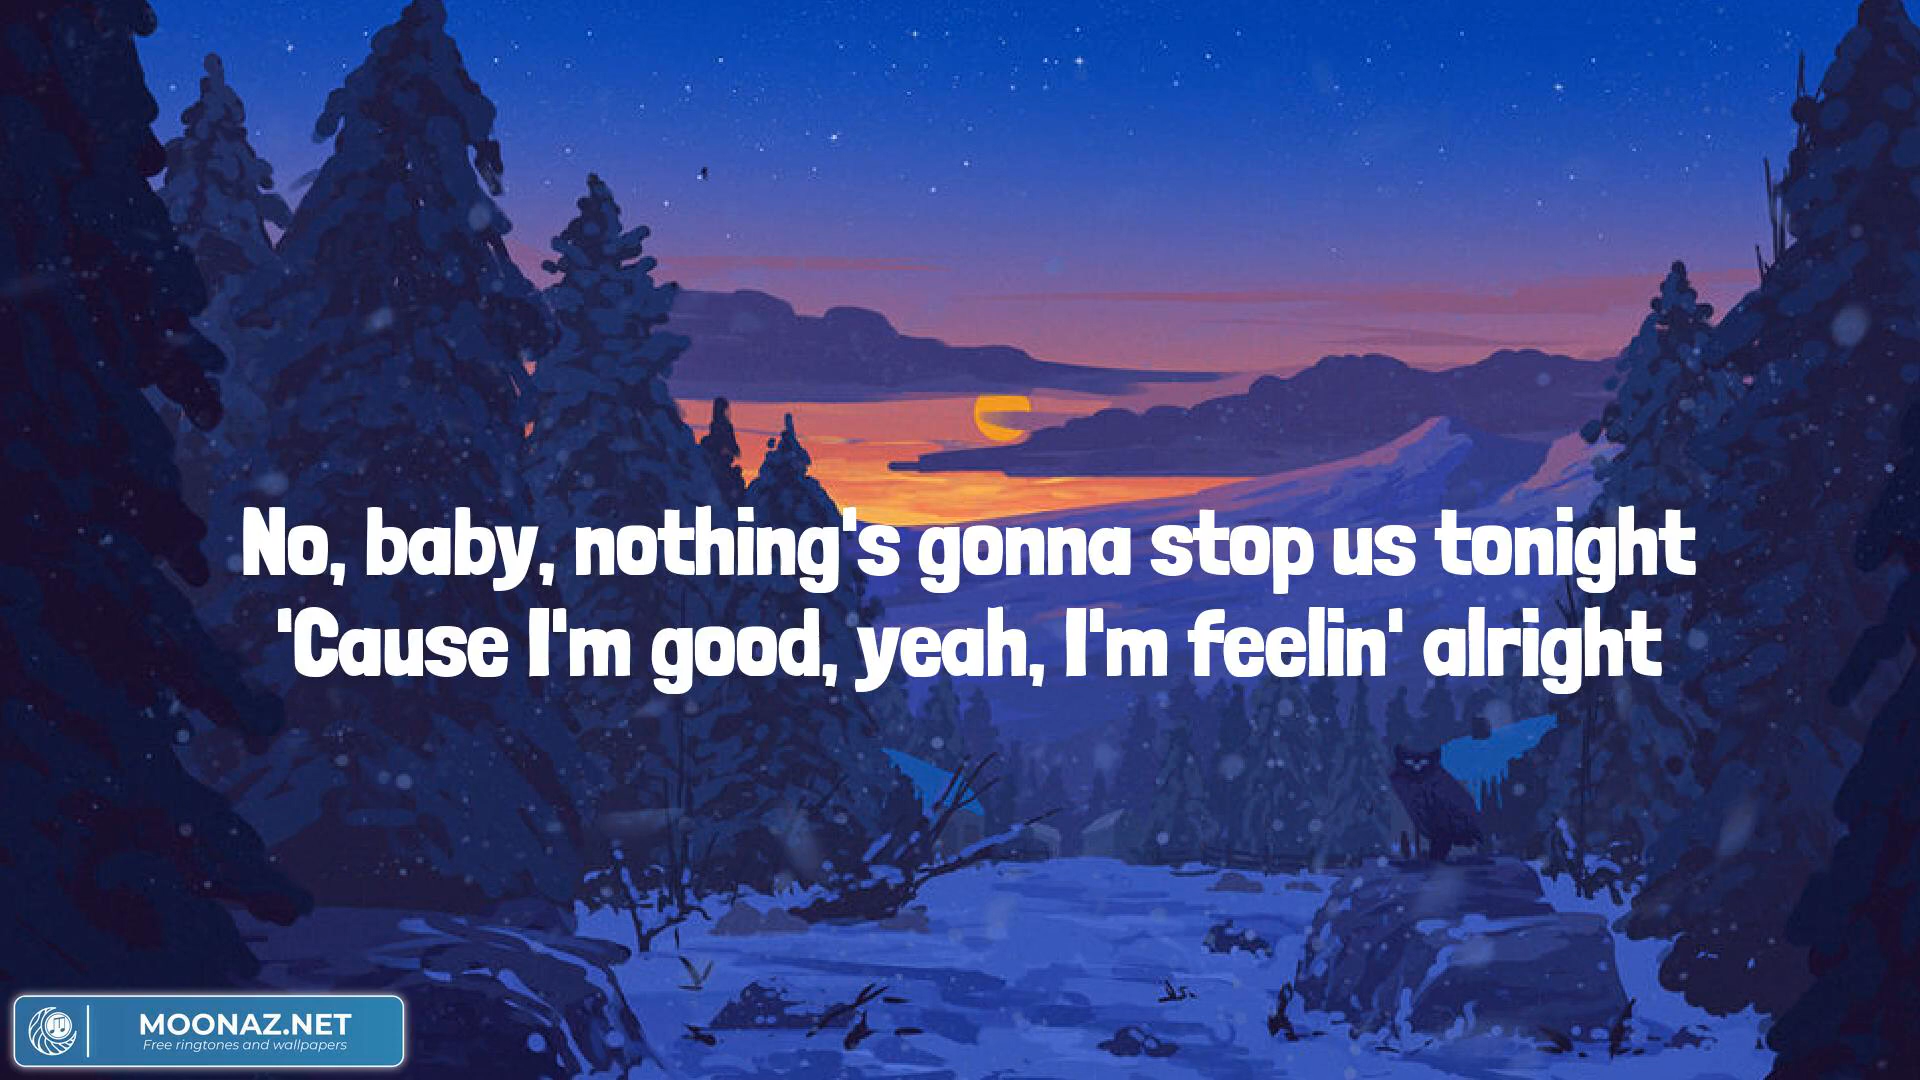 No, baby, nothing's gonna stop us tonight
'Cause I'm good, yeah, I'm feelin' alright
MOONAZ.NET
Free ringtones and wallpapers